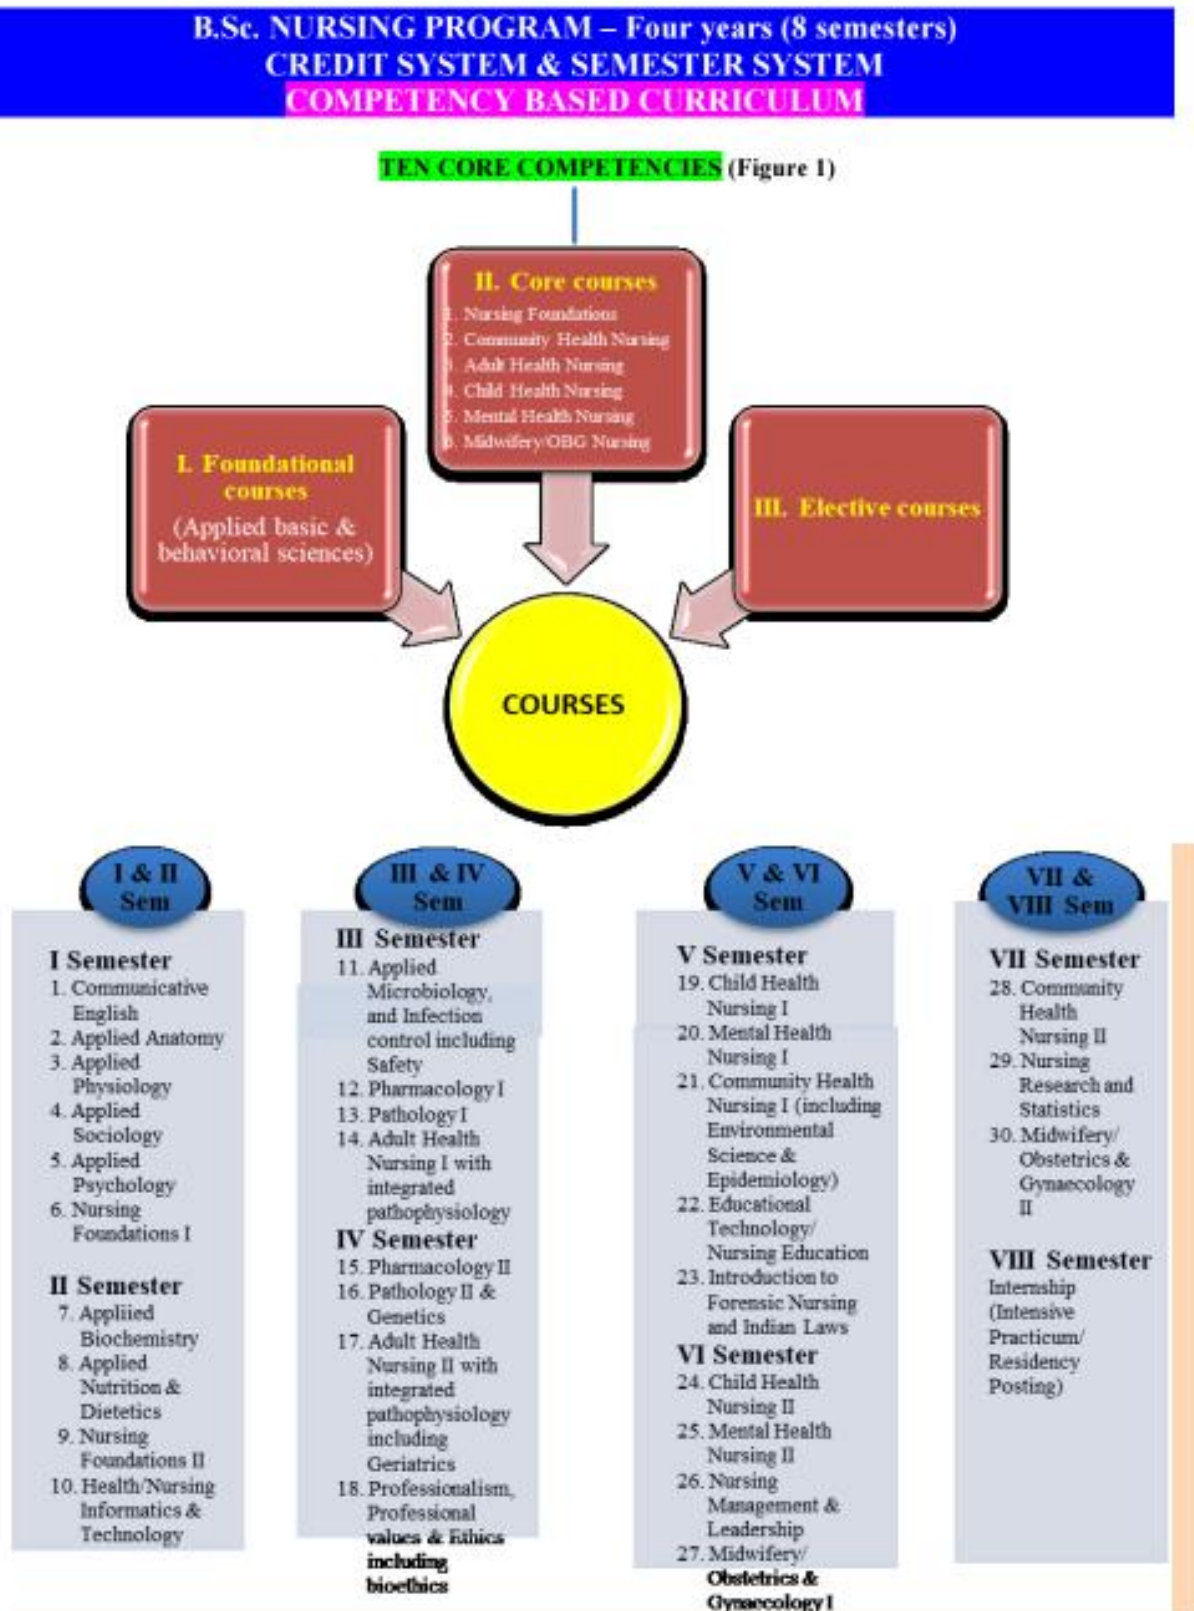 B.Sc. NURSING PROGRAM – Four years (8 semesters)
CREDIT SYSTEM & SEMESTER SYSTEM
COMPETENCY BASED CURRICULUM
TEN CORE COMPETENCIES (Figure 1)
II. Core courses
1. Nursing Foundations
2. Community Health Nursing
3. Adult Health Nursing
4. Child Health Nursing
5. Mental Health Nursing
6. Midwifery/OBG Nursing
I. Foundational
courses
(Applied basic &
behavioral sciences)
III. Elective courses
COURSES
I & II
Sem
I Semester
1. Communicative
English
2. Applied Anatomy
3. Applied
Physiology
4. Applied
Sociology
5. Applied
Psychology
6. Nursing
Foundations I
II Semester
7. Appliied
Biochemistry
8. Applied
Nutrition &
Dietetics
9. Nursing
Foundations II
10. Health/Nursing
Informatics &
Technology
III & IV
Sem
III Semester
11. Applied
Microbiology,
and Infection
control including
Safety
12. Pharmacology I
13. Pathology I
14. Adult Health
Nursing I with
integrated
pathophysiology
IV Semester
15. Pharmacology II
16. Pathology II &
Genetics
17. Adult Health
Nursing II with
integrated
pathophysiology
including
Geriatrics
18. Professionalism,
Professional
values & Ethics
including
bioethics
V & VI
Sem
V Semester
19. Child Health
Nursing I
20. Mental Health
Nursing I
21. Community Health
Nursing I (including
Environmental
Science &
Epidemiology)
22. Educational
Technology/
Nursing Education
23. Introduction to
Forensic Nursing
and Indian Laws
VI Semester
24. Child Health
Nursing II
25. Mental Health
Nursing II
26. Nursing
Management &
Leadership
27. Midwifery/
Obstetrics &
Gynaecology I
VII &
VIII Sem
VII Semester
28. Community
Health
Nursing II
29. Nursing
Research and
Statistics
30. Midwifery/
Obstetrics &
Gynaecology
II
VIII Semester
Internship
(Intensive
Practicum/
Residency
Posting)